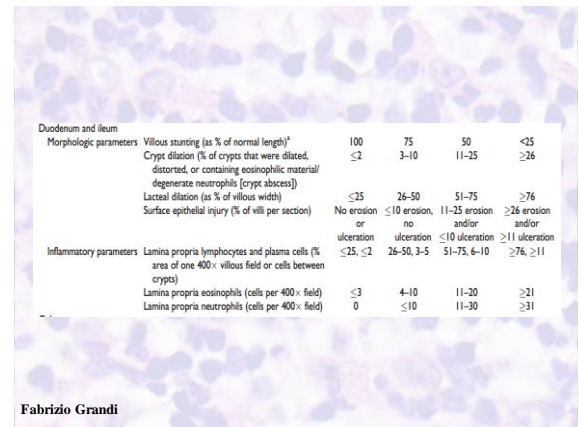 Duodenum and ileum
Morphologic parameters Villous stunting (as % of normal length)ᵃ 100 75 50 <25
Crypt dilation (% of crypts that were dilated, ≤2 3–10 11–25 ≥26
distorted, or containing eosinophilic material/
degenerate neutrophils [crypt abscess])
Lacteal dilation (as % of villous width) ≤25 26–50 51–75 ≥76
Surface epithelial injury (% of villi per section) No erosion ≤10 erosion, 11–25 erosion ≥26 erosion
or no and/or and/or
ulceration ulceration ≤10 ulceration ≥11 ulceration
Inflammatory parameters Lamina propria lymphocytes and plasma cells (% ≤25, ≤2 26–50, 3–5 51–75, 6–10 ≥76, ≥11
area of one 400× villous field or cells between
crypts)
Lamina propria eosinophils (cells per 400× field) ≤3 4–10 11–20 ≥21
Lamina propria neutrophils (cells per 400× field) 0 ≤10 11–30 ≥31
Fabrizio Grandi